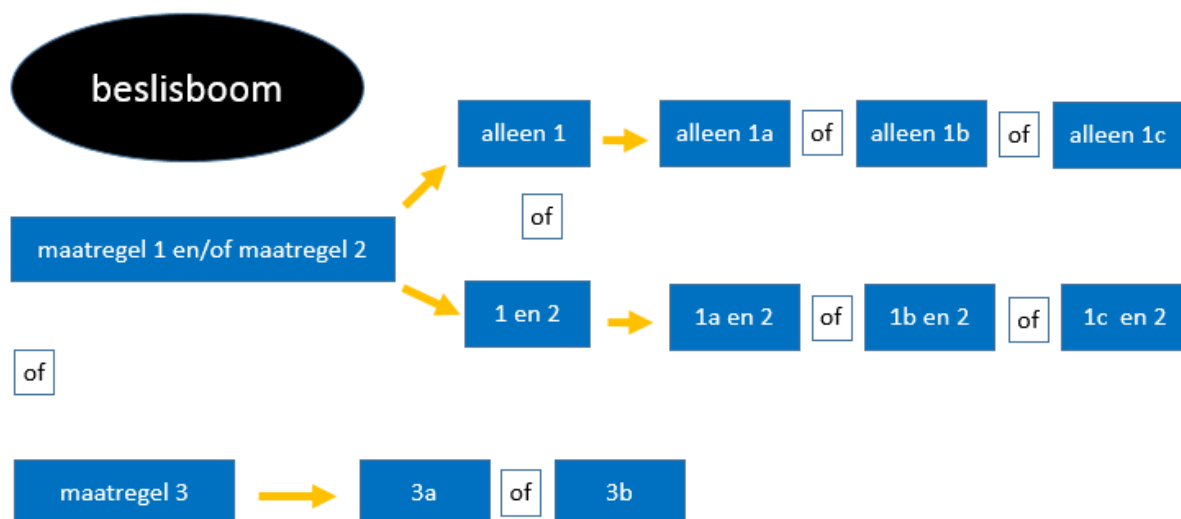 beslisboom
alleen 1
alleen 1a
of
alleen 1b
of
alleen 1c
of
maatregel 1 en/of maatregel 2
1 en 2
1a en 2
of
1b en 2
of
1c en 2
of
maatregel 3
3a
of
3b